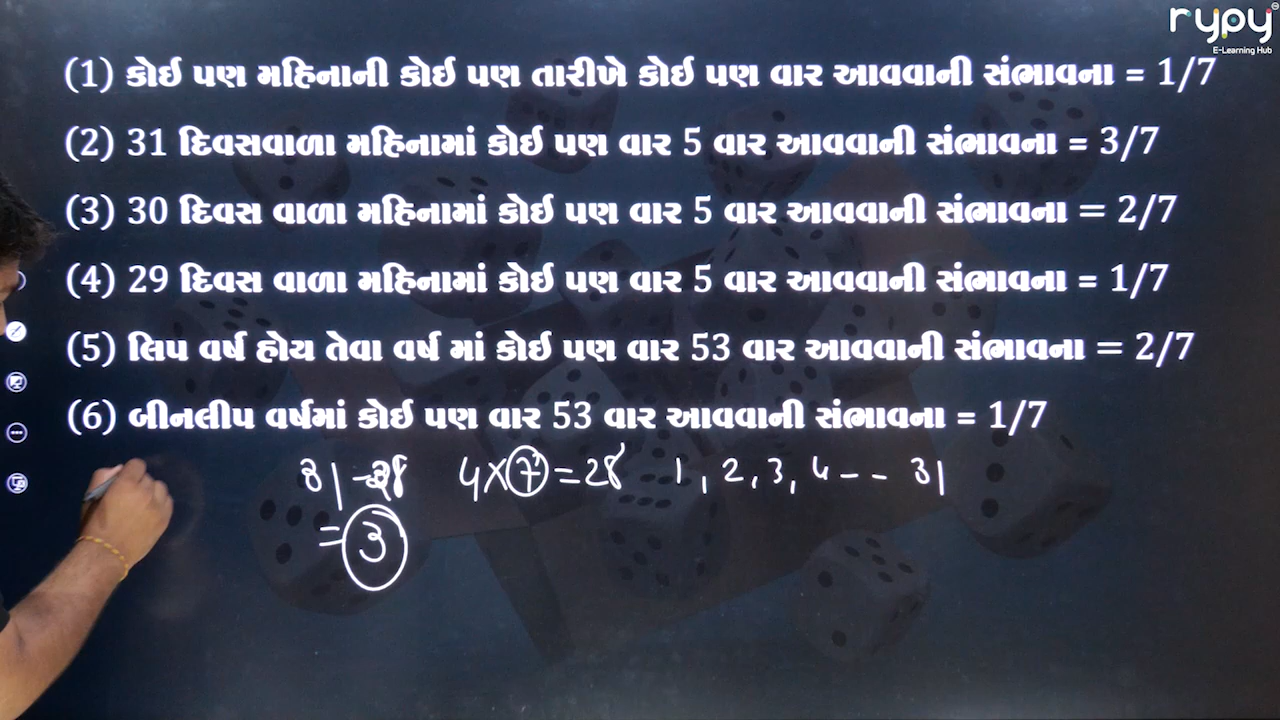 rypy
E-Learning Hub
(1) કોઈ પણ મહિનાની કોઈ પણ તારીખે કોઈ પણ વાર આવવાની સંભાવના = 1/7
(2) 31 દિવસવાળા મહિનામાં કોઈ પણ વાર 5 વાર આવવાની સંભાવના = 3/7
(3) 30 દિવસ વાળા મહિનામાં કોઈ પણ વાર 5 વાર આવવાની સંભાવના = 2/7
(4) 29 દિવસ વાળા મહિનામાં કોઈ પણ વાર 5 વાર આવવાની સંભાવના = 1/7
(5) લિપ વર્ષ હોય તેવા વર્ષ માં કોઈ પણ વાર 53 વાર આવવાની સંભાવના = 2/7
(6) બીનલીપ વર્ષમાં કોઈ પણ વાર 53 વાર આવવાની સંભાવના = 1/7
31 - 28 4 × 7 = 28 1, 2, 3, 4 -- 31
= 3